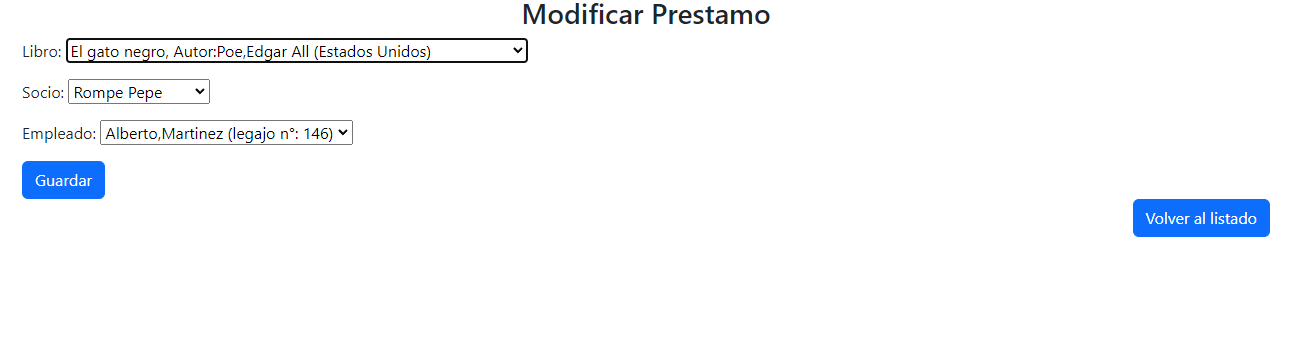 Modificar Prestamo
Libro: El gato negro, Autor:Poe,Edgar All (Estados Unidos)
Socio: Rompe Pepe
Empleado: Alberto,Martinez (legajo n°: 146)
Guardar
Volver al listado